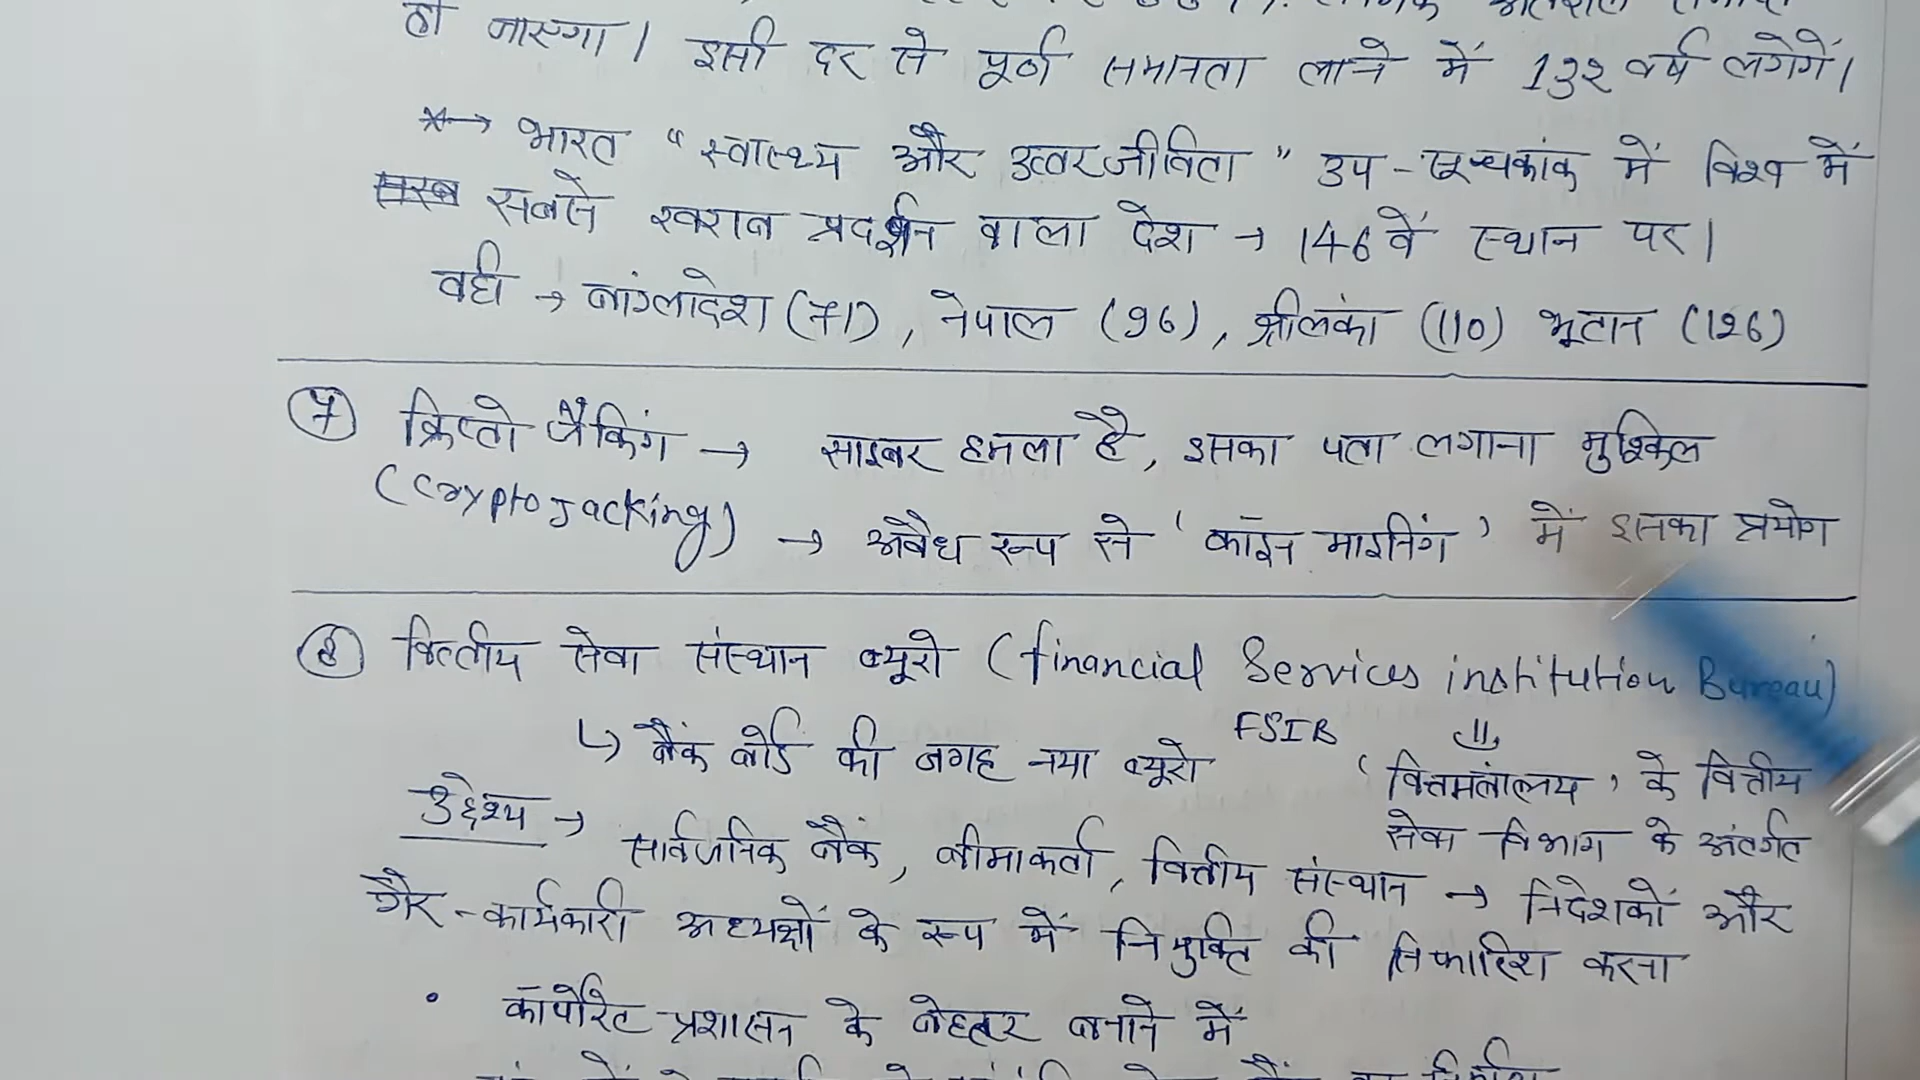 हो जाएगा। इसी दर से पूर्ण समानता लाने में 132 वर्ष लगेगें।
*→ भारत "स्वास्थ्य और उत्तरजीविता" उप-सूचकांक में विश्व में
सबसे खराब प्रदर्शन वाला देश → 146वें स्थान पर।
वही → बांग्लादेश (71), नेपाल (96), श्रीलंका (110) भूटान (126)
7 क्रिप्टो जैकिंग → साइबर हमला है, इसका पता लगाना मुश्किल
(Crypto Jacking) → अवैध रूप से 'कॉइन माइनिंग' में इसका प्रयोग
8 वित्तीय सेवा संस्थान ब्यूरो (financial Services institution Bureau)
FSIB
↳ बैंक बोर्ड की जगह नया ब्यूरो
'वित्तमंत्रालय' के वित्तीय
सेवा विभाग के अंतर्गत
उद्देश्य → सार्वजनिक बैंक, बीमाकर्ता, वित्तीय संस्थान → निदेशकों और
गैर-कार्यकारी अध्यक्षों के रूप में नियुक्ति की सिफारिश करना
• कॉर्पोरेट प्रशासन के बेहतर बनाने में